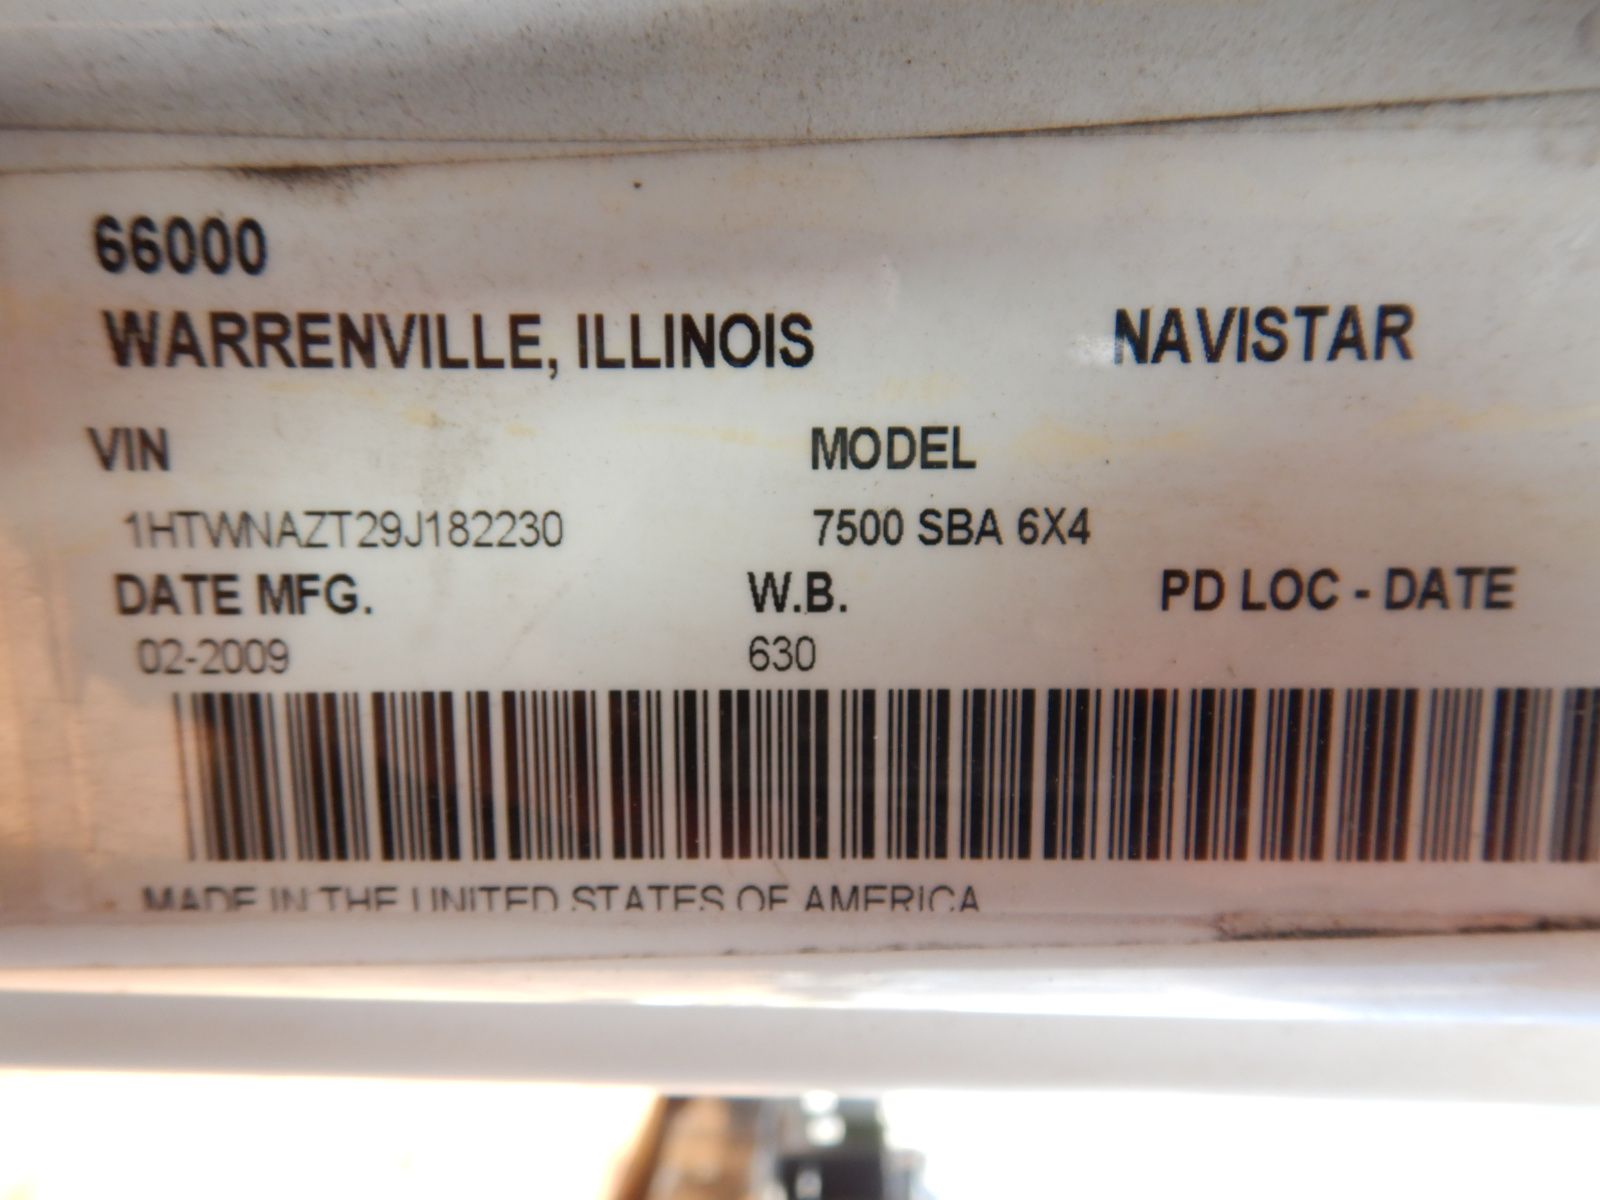 66000
WARRENVILLE, ILLINOIS NAVISTAR
VIN MODEL
1HTWNAZT29J182230 7500 SBA 6X4
DATE MFG. W.B. PD LOC - DATE
02-2009 630
MADE IN THE UNITED STATES OF AMERICA